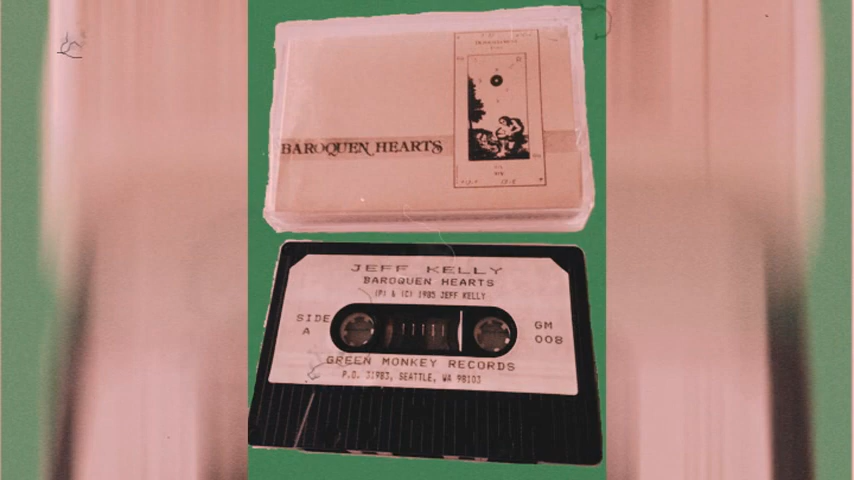 BAROQUEN HEARTS
JEFF KELLY
BAROQUEN HEARTS
(P) & (C) 1985 JEFF KELLY
SIDE
A
GM
008
GREEN MONKEY RECORDS
P.O. 31983, SEATTLE, WA 98103